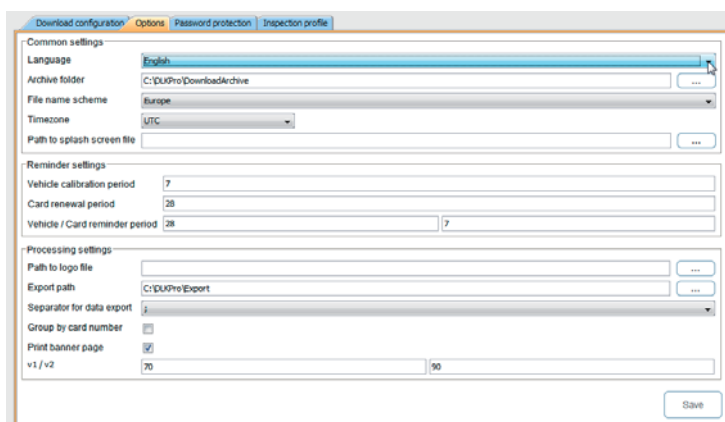 Download configuration Options Password protection Inspection profile
Common settings
Language English
Archive folder C:\DLKPro\DownloadArchive ...
File name scheme Europe
Timezone UTC
Path to splash screen file ...
Reminder settings
Vehicle calibration period 7
Card renewal period 28
Vehicle / Card reminder period 28 7
Processing settings
Path to logo file ...
Export path C:\DLKPro\Export ...
Separator for data export ;
Group by card number
Print banner page
v1 / v2 70 90
Save